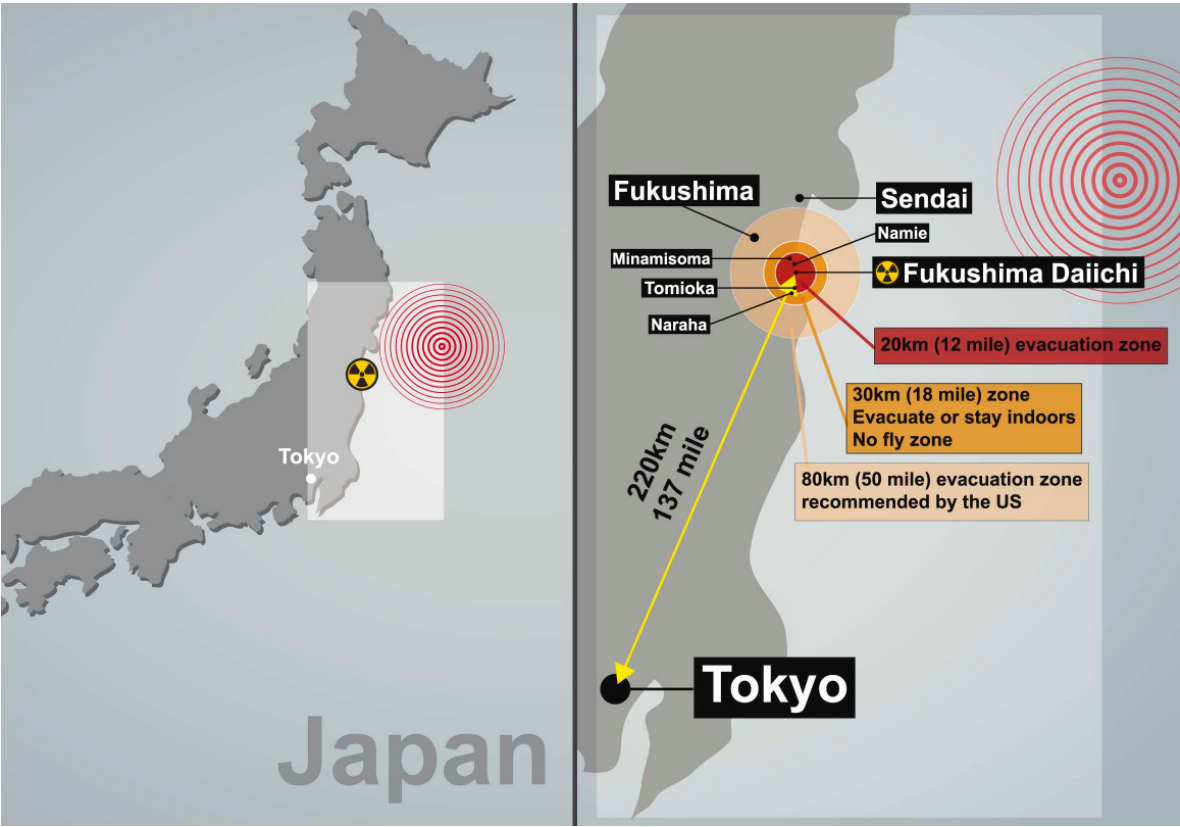 Tokyo
Japan
Fukushima
Sendai
Namie
Minamisoma
Fukushima Daiichi
Tomioka
Naraha
20km (12 mile) evacuation zone
30km (18 mile) zone
Evacuate or stay indoors
No fly zone
80km (50 mile) evacuation zone
recommended by the US
220km
137 mile
Tokyo